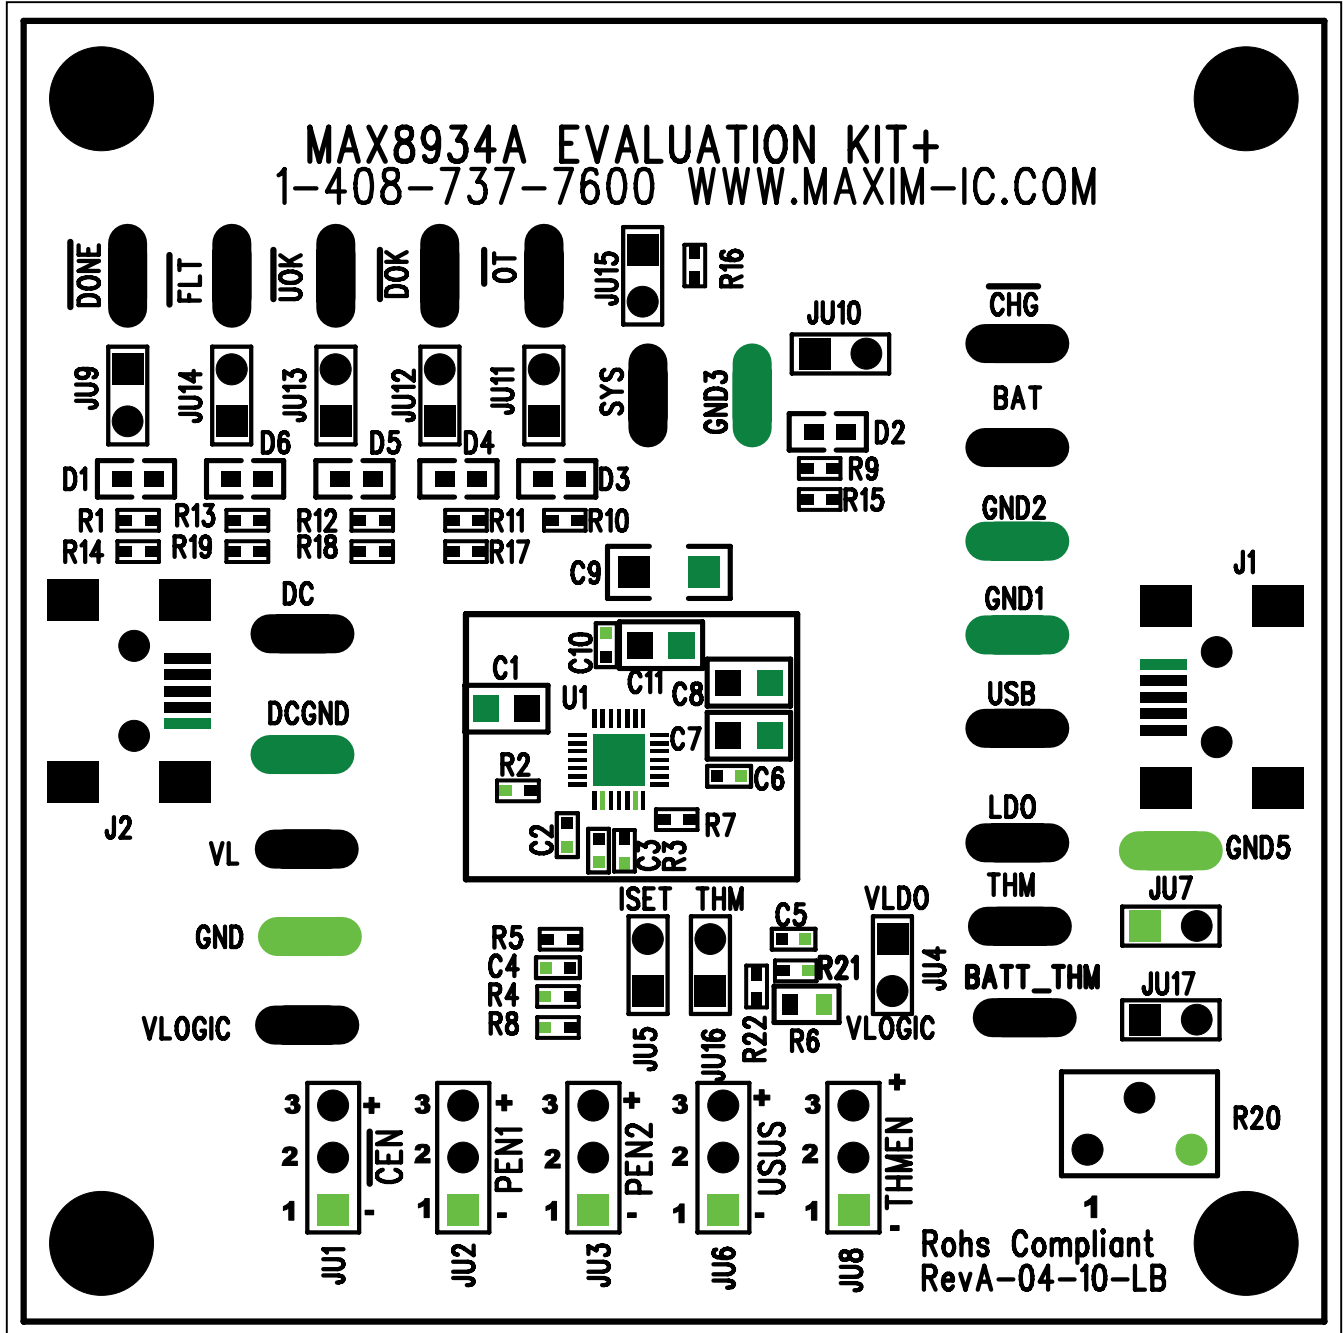 MAX8934A EVALUATION KIT+
1-408-737-7600 WWW.MAXIM-IC.COM
DONE
FLT
UOK
DOK
OT
JU15
R16
JU10
CHG
JU9
JU14
JU13
JU12
JU11
SYS
GND3
BAT
D2
D1
D6
D5
D4
D3
R9
R15
R1
R13
R12
R11
R10
R14
R19
R18
R17
GND2
C9
J1
DC
GND1
C10
C11
C1
U1
C8
C7
C6
DCGND
USB
R2
J2
C2
C3
R3
R7
LDO
VL
GND5
THM
JU7
ISET
THM
VLDO
C5
GND
R5
C4
R4
R8
R21
R22
R6
JU4
VLOGIC
BATT_THM
JU17
VLOGIC
JU5
JU16
3 +
2
1 -
CEN
JU1
3 +
2
1 -
PEN1
JU2
3 +
2
1 -
PEN2
JU3
3 +
2
1 -
USUS
JU6
3 +
2
1 -
THMEN
JU8
R20
1
Rohs Compliant
RevA-04-10-LB